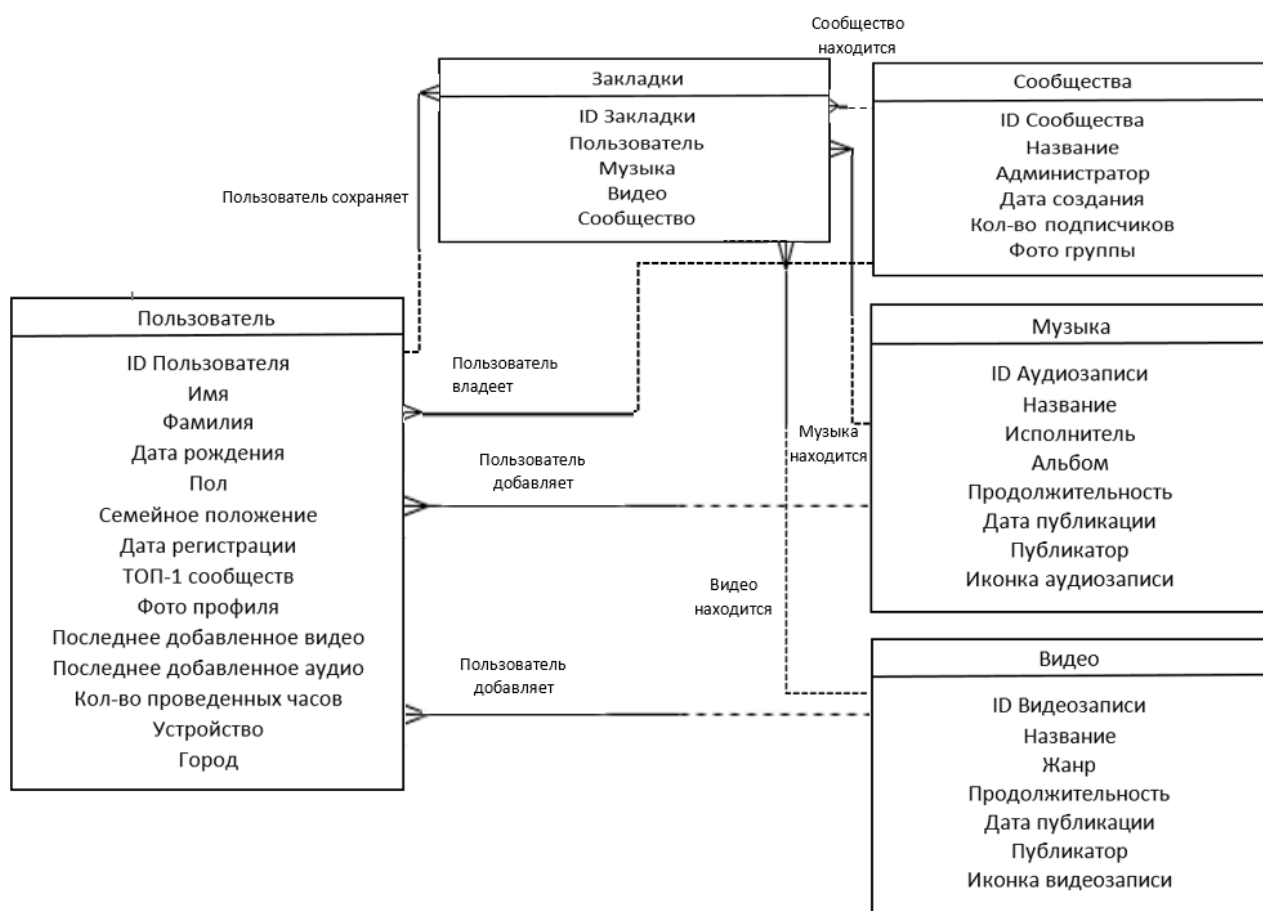 Сообщество
находится
Закладки
ID Закладки
Пользователь
Музыка
Видео
Сообщество
Сообщества
ID Сообщества
Название
Администратор
Дата создания
Кол-во подписчиков
Фото группы
Пользователь сохраняет
Пользователь
ID Пользователя
Имя
Фамилия
Дата рождения
Пол
Семейное положение
Дата регистрации
ТОП-1 сообществ
Фото профиля
Последнее добавленное видео
Последнее добавленное аудио
Кол-во проведенных часов
Устройство
Город
Пользователь
владеет
Пользователь
добавляет
Музыка
находится
Видео
находится
Пользователь
добавляет
Музыка
ID Аудиозаписи
Название
Исполнитель
Альбом
Продолжительность
Дата публикации
Публикатор
Иконка аудиозаписи
Видео
ID Видеозаписи
Название
Жанр
Продолжительность
Дата публикации
Публикатор
Иконка видеозаписи